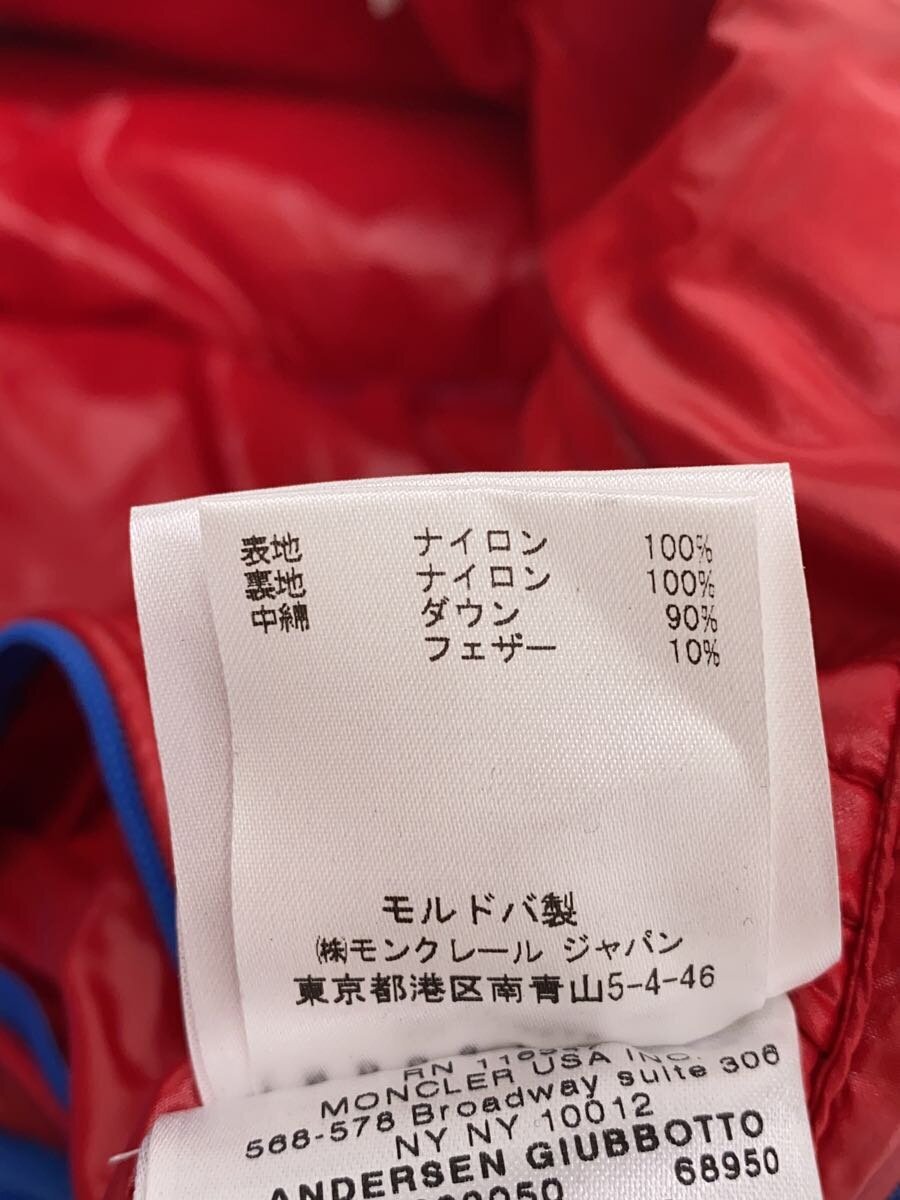 表地 ナイロン 100%
裏地 ナイロン 100%
中綿 ダウン 90%
フェザー 10%
モルドバ製
㈱モンクレール ジャパン
東京都港区南青山5-4-46
RN
MONCLER USA INC.
568-578 Broadway suite 306
NY NY 10012
ANDERSEN GIUBBOTTO
68950